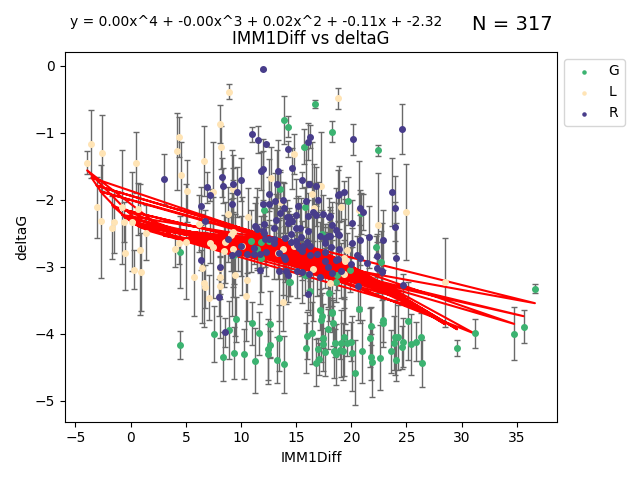 y = 0.00x^4 + -0.00x^3 + 0.02x^2 + -0.11x + -2.32
N = 317
IMM1Diff vs deltaG
G
L
R
0
−1
−2
−3
−4
−5
deltaG
−5 0 5 10 15 20 25 30 35
IMM1Diff